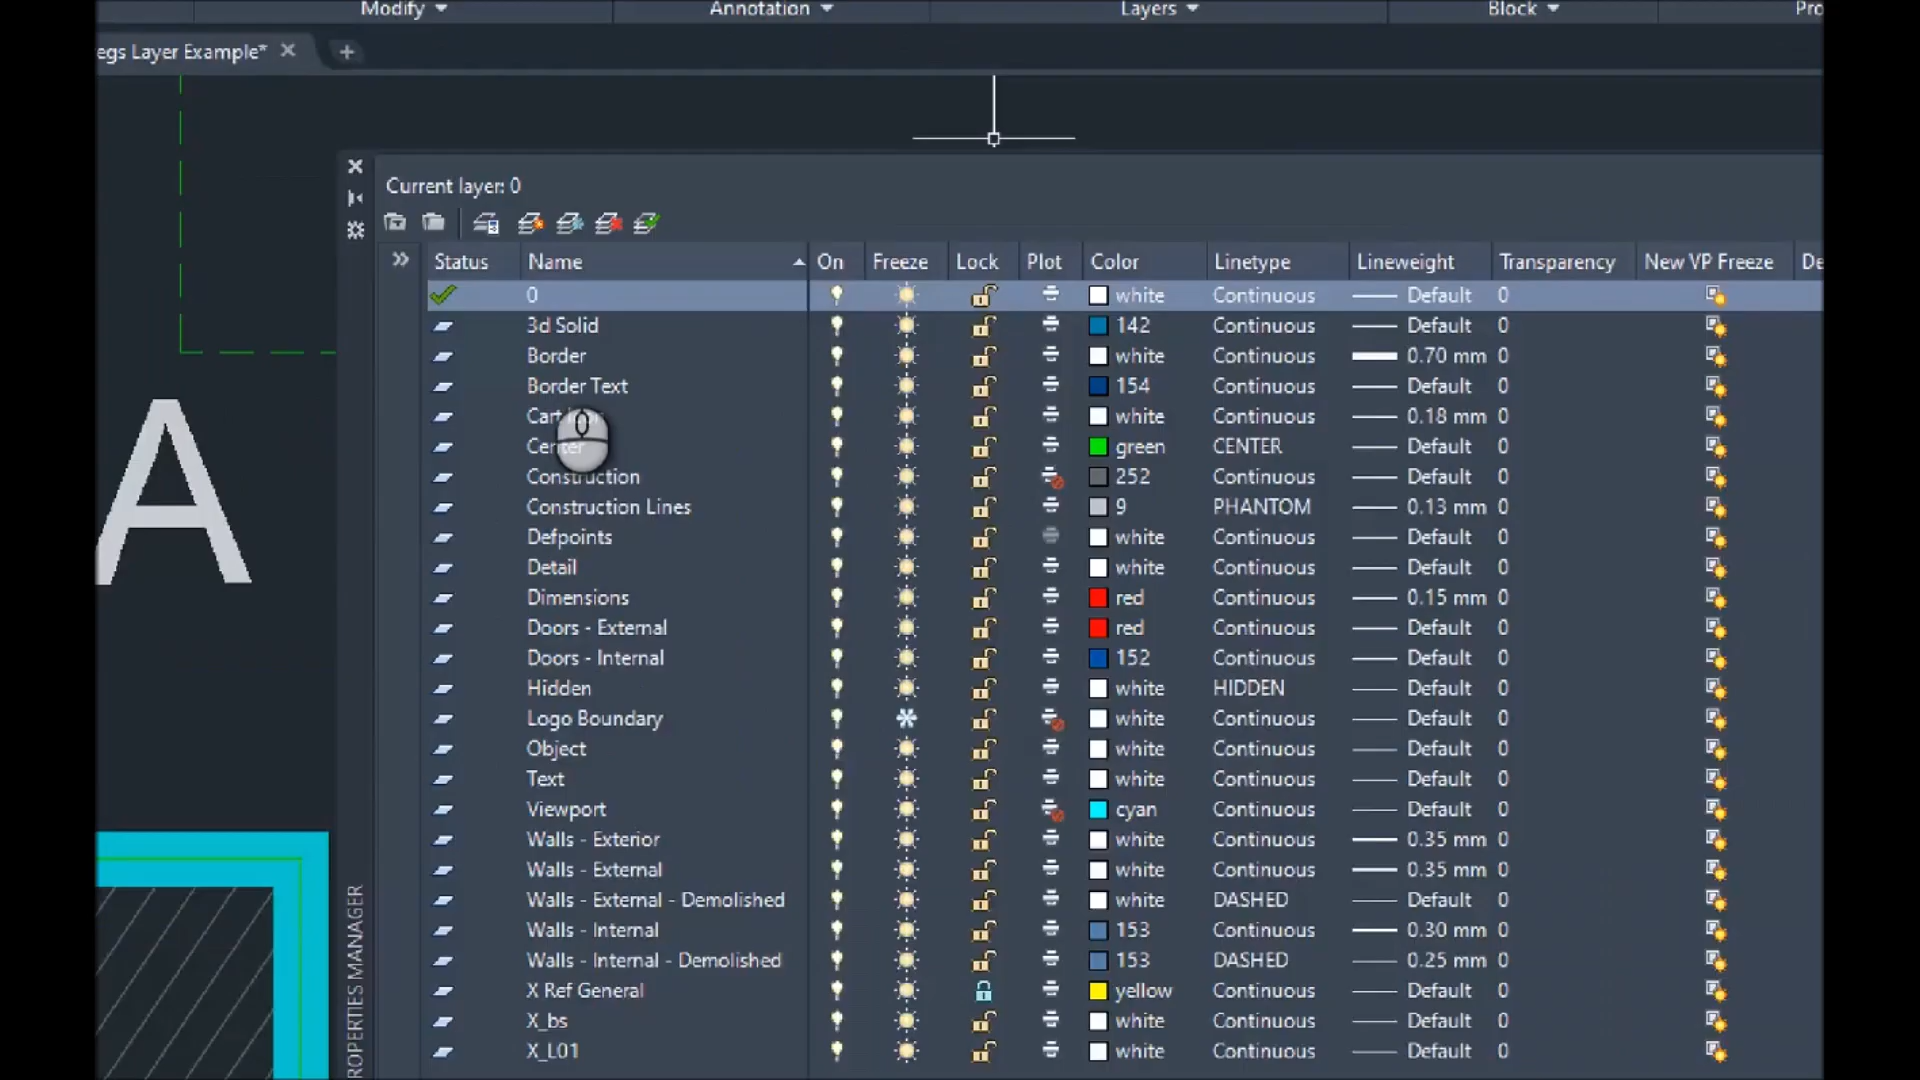 Modify Annotation Layers Block Pro
egs Layer Example*
Current layer: 0
Status Name On Freeze Lock Plot Color Linetype Lineweight Transparency New VP Freeze De
0 white Continuous Default 0
3d Solid 142 Continuous Default 0
Border white Continuous 0.70 mm 0
Border Text 154 Continuous Default 0
white Continuous 0.18 mm 0
Center green CENTER Default 0
Construction 252 Continuous Default 0
Construction Lines 9 PHANTOM 0.13 mm 0
Defpoints white Continuous Default 0
Detail white Continuous Default 0
Dimensions red Continuous 0.15 mm 0
Doors - External red Continuous Default 0
Doors - Internal 152 Continuous Default 0
Hidden white HIDDEN Default 0
Logo Boundary white Continuous Default 0
Object white Continuous Default 0
Text white Continuous Default 0
Viewport cyan Continuous Default 0
Walls - Exterior white Continuous 0.35 mm 0
Walls - External white Continuous 0.35 mm 0
Walls - External - Demolished white DASHED Default 0
Walls - Internal 153 Continuous 0.30 mm 0
Walls - Internal - Demolished 153 DASHED 0.25 mm 0
X Ref General yellow Continuous Default 0
X_bs white Continuous Default 0
X_L01 white Continuous Default 0
A
ROPERTIES MANAGER